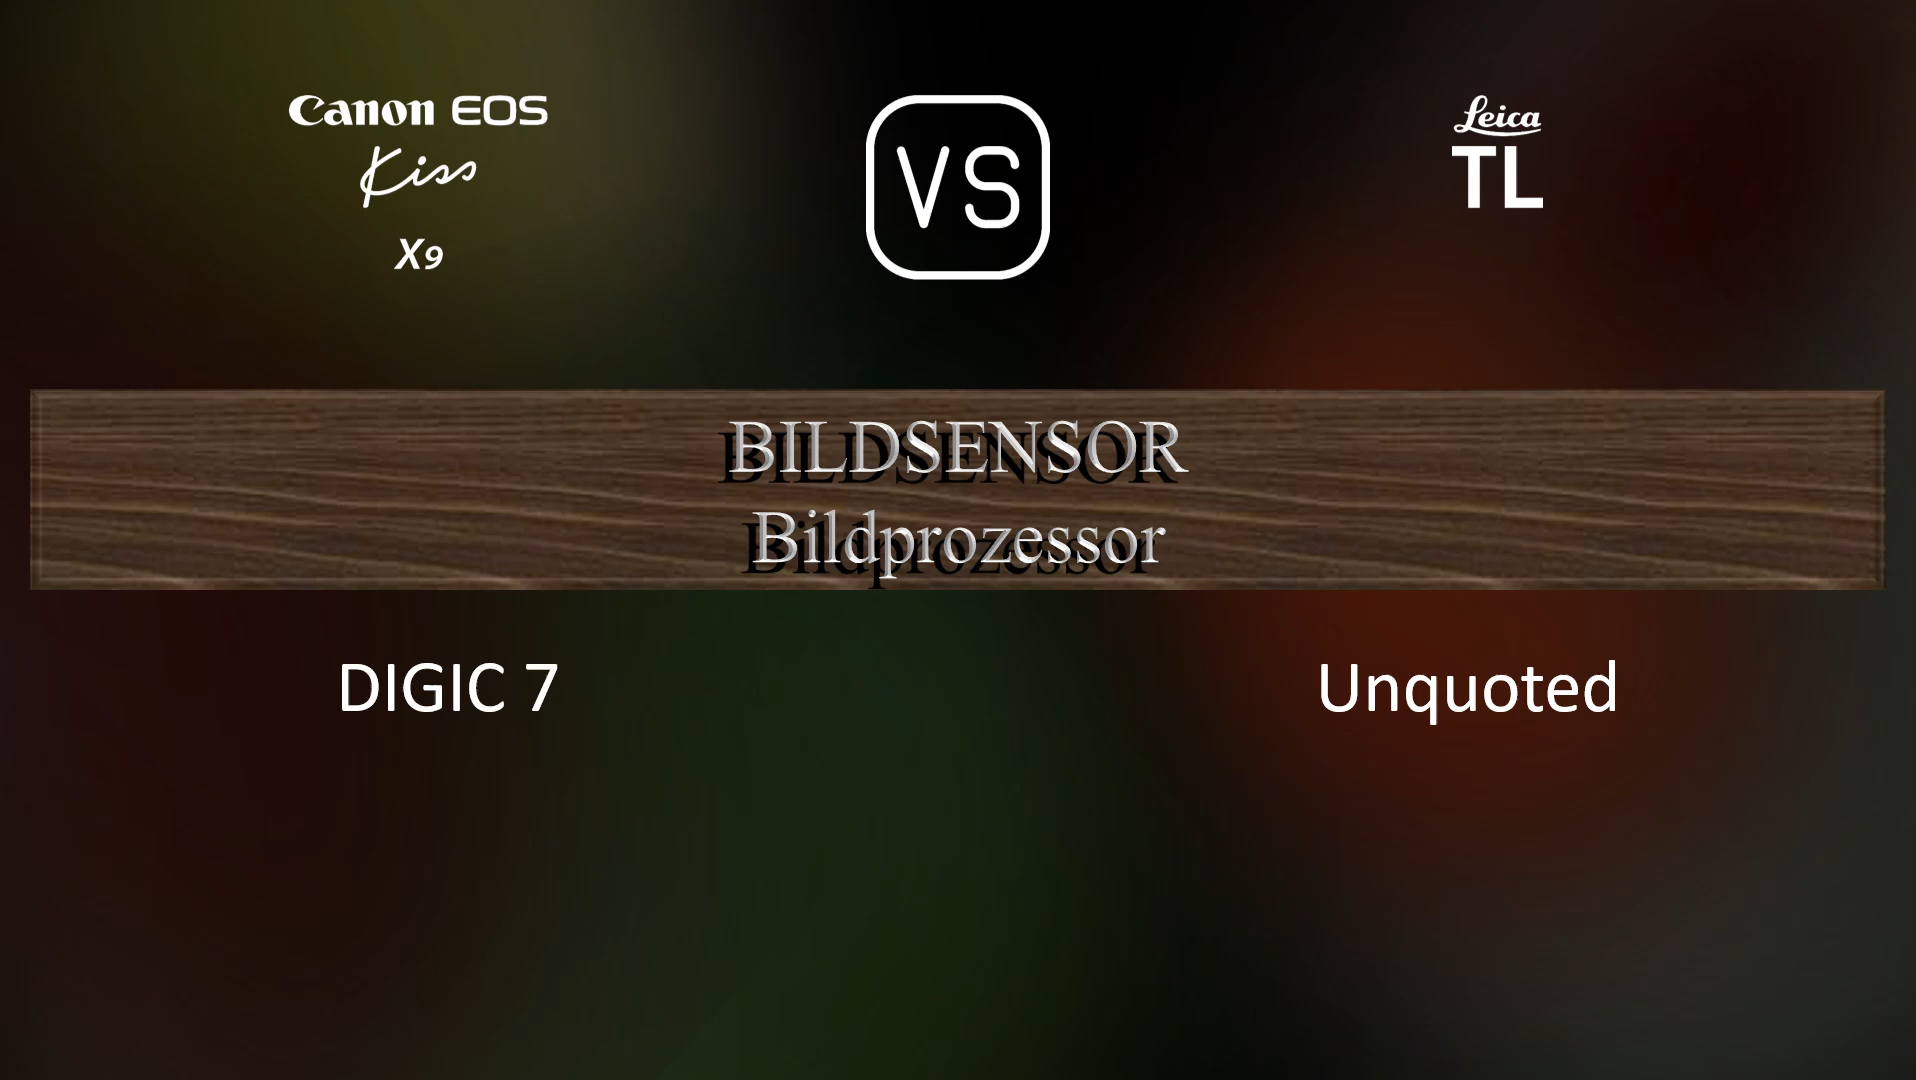 Canon EOS
Kiss
X9
VS
Leica
TL
BILDSENSOR
Bildprozessor
DIGIC 7
Unquoted